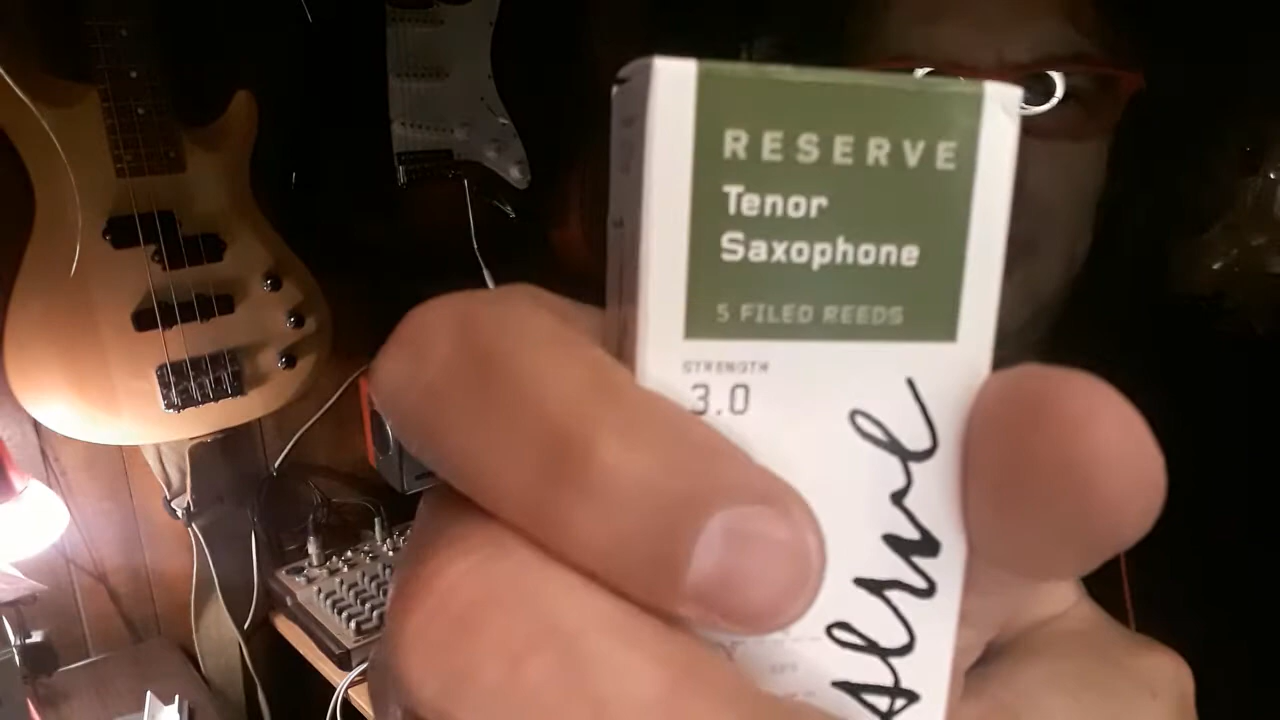 RESERVE
Tenor
Saxophone
5 FILED REEDS
STRENGTH
3.0